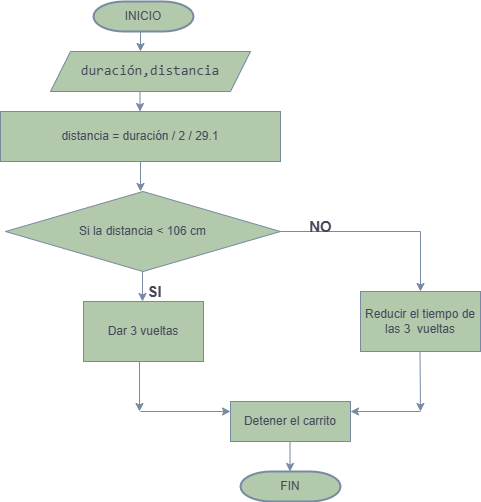 INICIO
duración,distancia
distancia = duración / 2 / 29.1
Si la distancia < 106 cm
NO
SI
Dar 3 vueltas
Reducir el tiempo de
las 3 vueltas
Detener el carrito
FIN